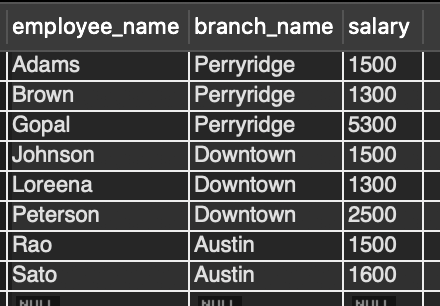 employee_name branch_name salary
Adams Perryridge 1500
Brown Perryridge 1300
Gopal Perryridge 5300
Johnson Downtown 1500
Loreena Downtown 1300
Peterson Downtown 2500
Rao Austin 1500
Sato Austin 1600
NULL NULL NULL